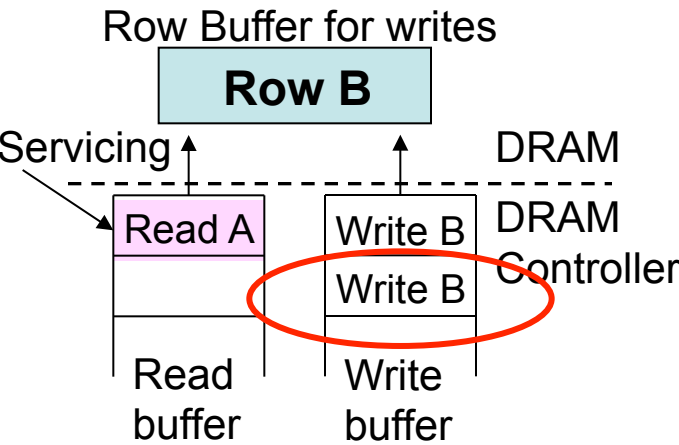 Row Buffer for writes
Row B
Servicing
DRAM
Read A
Write B
DRAM
Controller
Write B
Read
buffer
Write
buffer